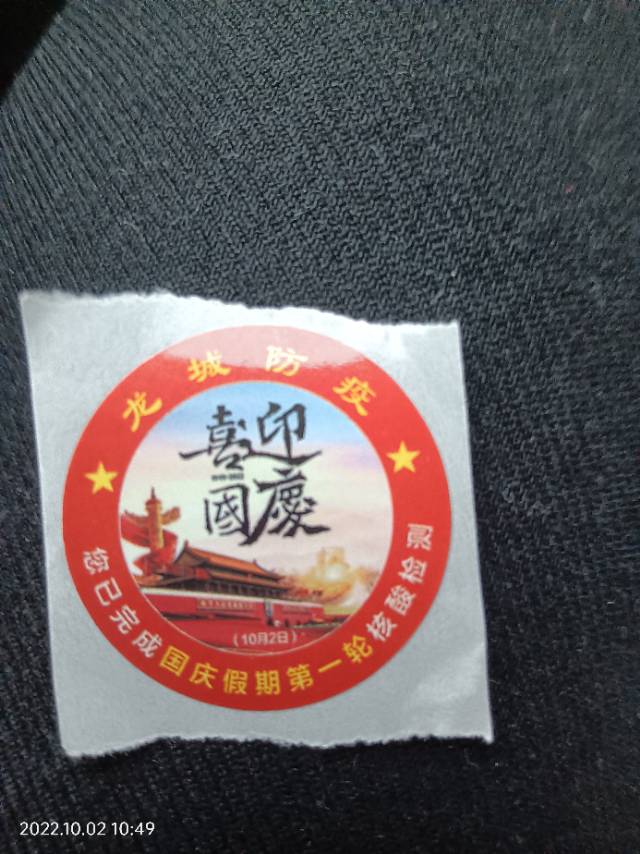 龙城防疫
喜迎
國慶
(10月2日)
您已完成国庆假期第一轮核酸检测
2022.10.02 10:49